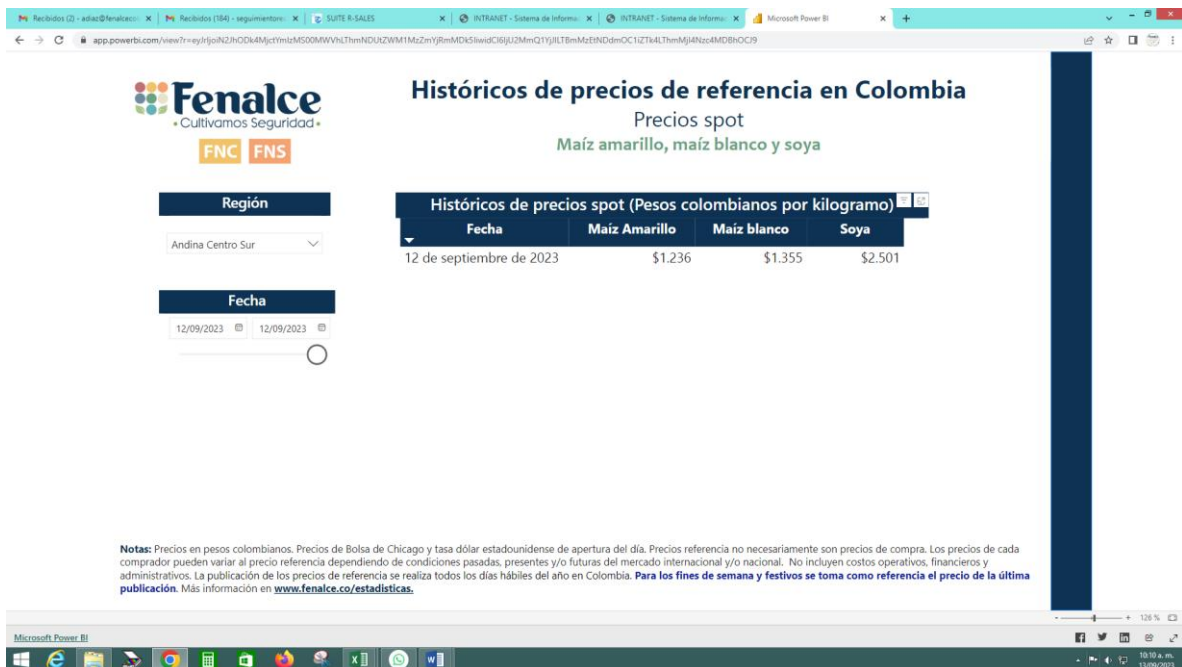 Recibidos (2) - adiac@fenalceco
Recibidos (184) - seguimientores
SUITE R-SALES
INTRANET - Sistema de Informac
INTRANET - Sistema de Informac
Microsoft Power BI
Fenalce
• Cultivamos Seguridad •
FNC FNS
Históricos de precios de referencia en Colombia
Precios spot
Maíz amarillo, maíz blanco y soya
Región
Andina Centro Sur
Fecha
12/09/2023 12/09/2023
Históricos de precios spot (Pesos colombianos por kilogramo)
Fecha Maíz Amarillo Maíz blanco Soya
12 de septiembre de 2023 $1.236 $1.355 $2.501
Notas: Precios en pesos colombianos. Precios de Bolsa de Chicago y tasa dólar estadounidense de apertura del día. Precios referencia no necesariamente son precios de compra. Los precios de cada
comprador pueden variar al precio referencia dependiendo de condiciones pasadas, presentes y/o futuras del mercado internacional y/o nacional. No incluyen costos operativos, financieros y
administrativos. La publicación de los precios de referencia se realiza todos los días hábiles del año en Colombia. Para los fines de semana y festivos se toma como referencia el precio de la última
publicación. Más información en www.fenalce.co/estadisticas.
126 %
Microsoft Power BI
10:10 a. m.
13/09/2023